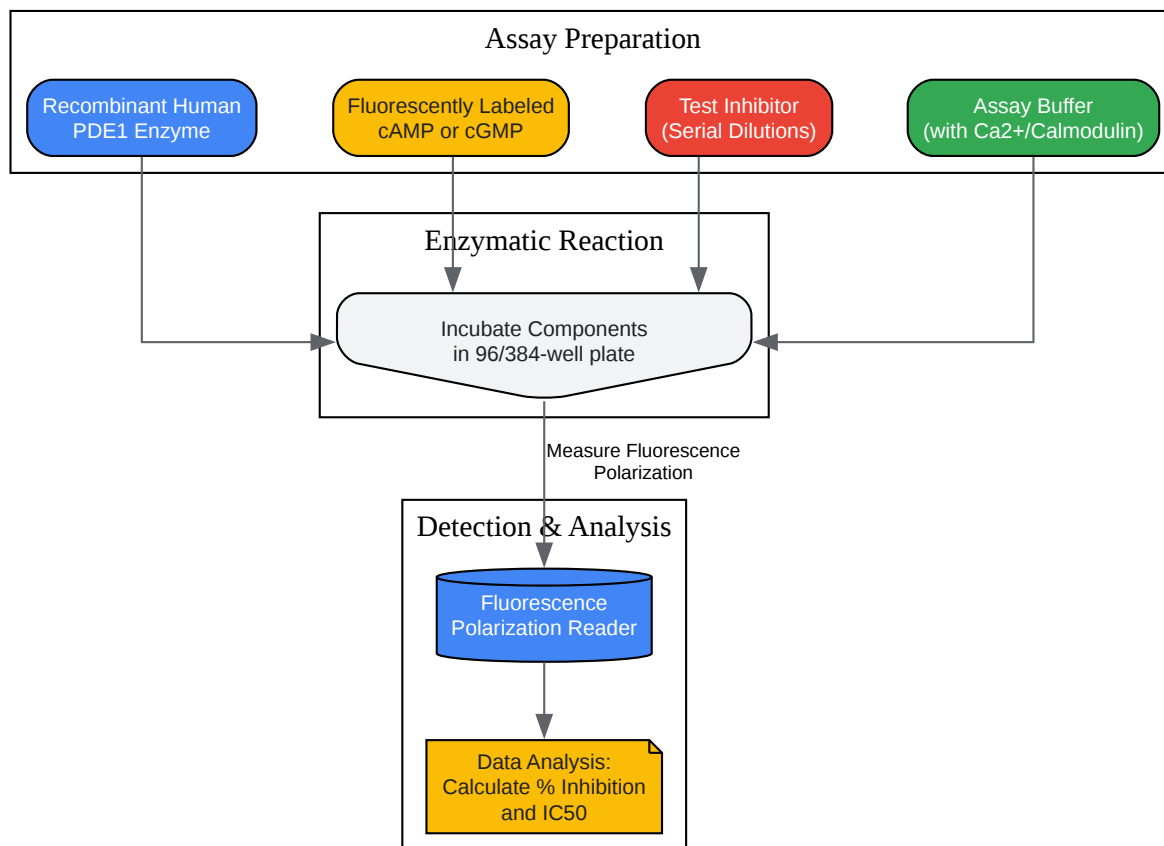 Assay Preparation
Recombinant Human
PDE1 Enzyme
Fluorescently Labeled
cAMP or cGMP
Test Inhibitor
(Serial Dilutions)
Assay Buffer
(with Ca2+/Calmodulin)
Enzymatic Reaction
Incubate Components
in 96/384-well plate
Measure Fluorescence
Polarization
Detection & Analysis
Fluorescence
Polarization Reader
Data Analysis:
Calculate % Inhibition
and IC50